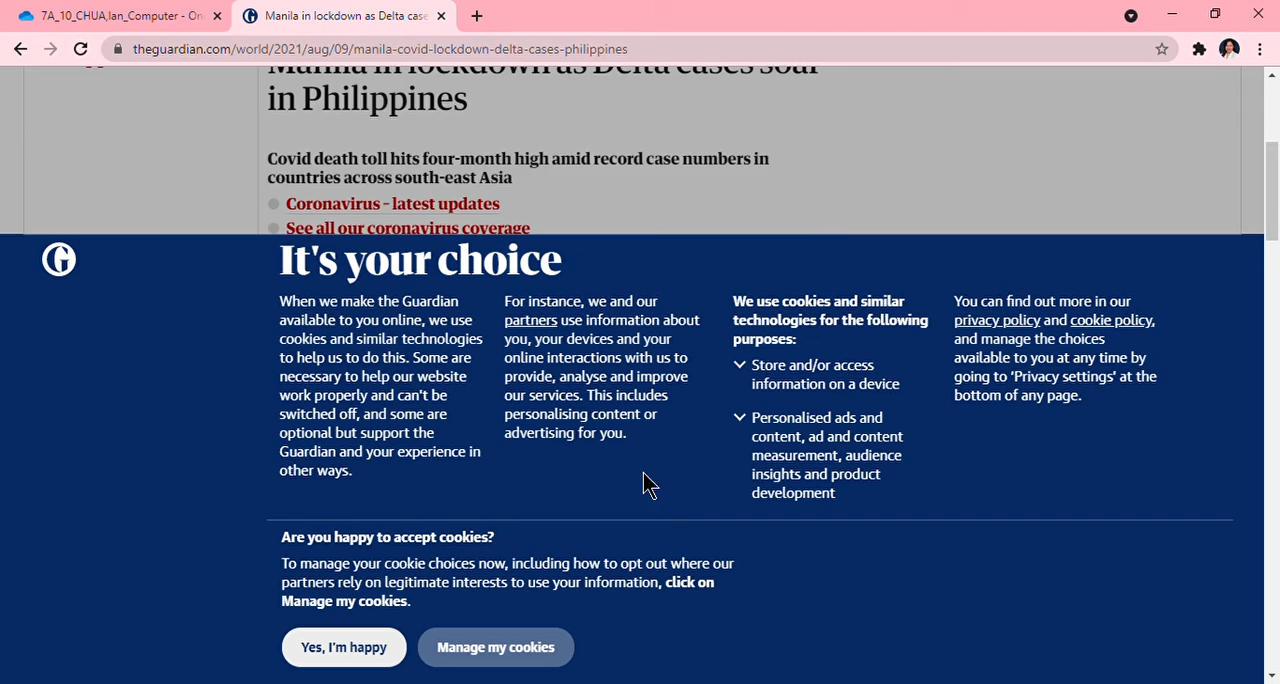 7A_10_CHUA,Ian_Computer - On
Manila in lockdown as Delta case
theguardian.com/world/2021/aug/09/manila-covid-lockdown-delta-cases-philippines
Manila in lockdown as Delta cases soar
in Philippines
Covid death toll hits four-month high amid record case numbers in
countries across south-east Asia
Coronavirus – latest updates
See all our coronavirus coverage
It's your choice
When we make the Guardian
available to you online, we use
cookies and similar technologies
to help us to do this. Some are
necessary to help our website
work properly and can't be
switched off, and some are
optional but support the
Guardian and your experience in
other ways.
For instance, we and our
partners use information about
you, your devices and your
online interactions with us to
provide, analyse and improve
our services. This includes
personalising content or
advertising for you.
We use cookies and similar
technologies for the following
purposes:
Store and/or access
information on a device
Personalised ads and
content, ad and content
measurement, audience
insights and product
development
You can find out more in our
privacy policy and cookie policy,
and manage the choices
available to you at any time by
going to 'Privacy settings' at the
bottom of any page.
Are you happy to accept cookies?
To manage your cookie choices now, including how to opt out where our
partners rely on legitimate interests to use your information, click on
Manage my cookies.
Yes, I'm happy
Manage my cookies